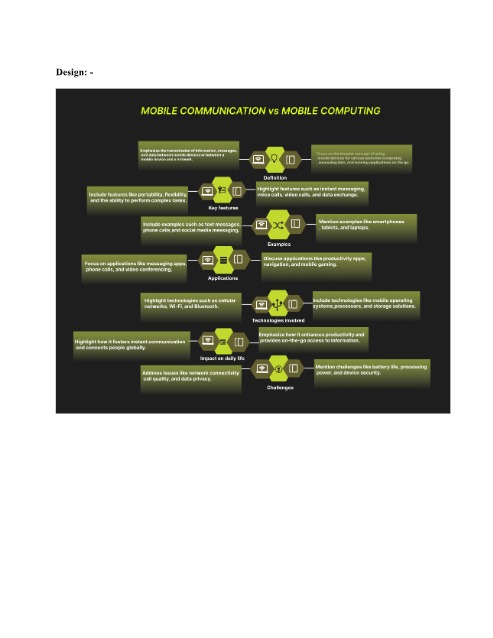 Design: -
MOBILE COMMUNICATION vs MOBILE COMPUTING
Emphasize the transmission of information, messages,
and data between mobile devices or between a
mobile device and a network.
Focus on the broader concept of using
mobile devices for various tasks like computing
accessing data, and running applications on the go.
Definition
Include features like portability, flexibility,
and the ability to perform complex tasks.
Highlight features such as instant messaging,
voice calls, video calls, and data exchange.
Key features
Include examples such as text messages
phone calls, and social media messaging.
Mention examples like smartphones
, tablets, and laptops.
Examples
Focus on applications like messaging apps,
phone calls, and video conferencing.
Discuss applications like productivity apps,
navigation, and mobile gaming.
Applications
Highlight technologies such as cellular
networks, Wi-Fi, and Bluetooth.
Include technologies like mobile operating
systems, processors, and storage solutions.
Technologies involved
Highlight how it fosters instant communication
and connects people globally.
Emphasize how it enhances productivity and
provides on-the-go access to information.
Impact on daily life
Address issues like network connectivity
call quality, and data privacy.
Mention challenges like battery life, processing
power, and device security.
Challenges